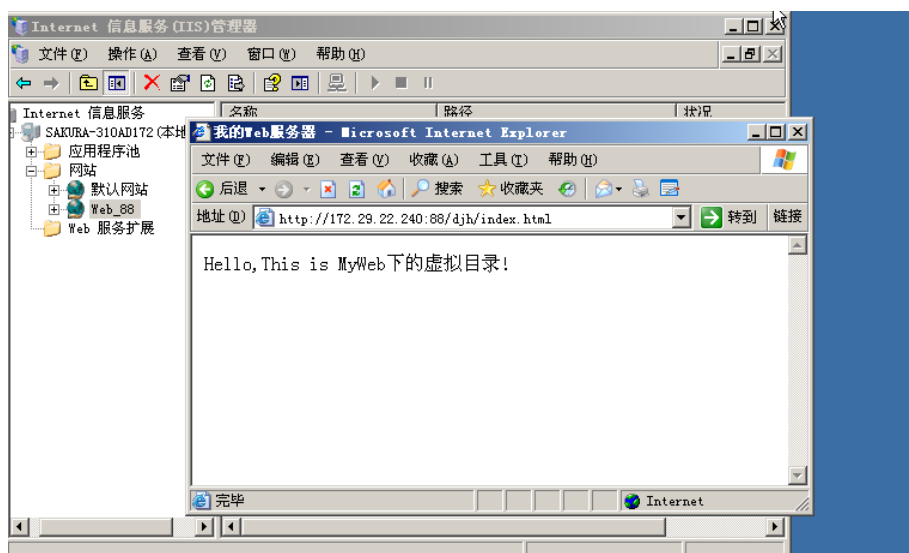 Internet 信息服务(IIS)管理器
文件(F) 操作(A) 查看(V) 窗口(W) 帮助(H)
Internet 信息服务
名称 路径 状况
SAKURA-310AD172(本地
应用程序池
网站
默认网站
Web_88
Web 服务扩展
我的Web服务器 - Microsoft Internet Explorer
文件(F) 编辑(E) 查看(V) 收藏(A) 工具(T) 帮助(H)
后退 搜索 收藏夹
地址(D) http://172.29.22.240:88/djh/index.html 转到 链接
Hello,This is MyWeb下的虚拟目录!
完毕 Internet